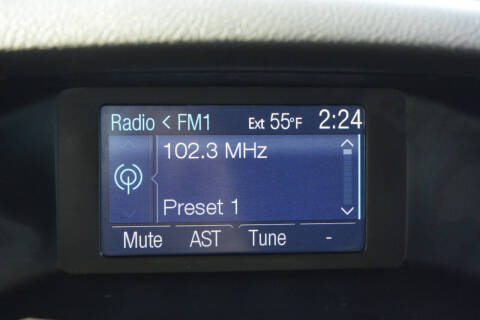 Radio < FM1 Ext 55°F 2:24
102.3 MHz
Preset 1
Mute AST Tune -